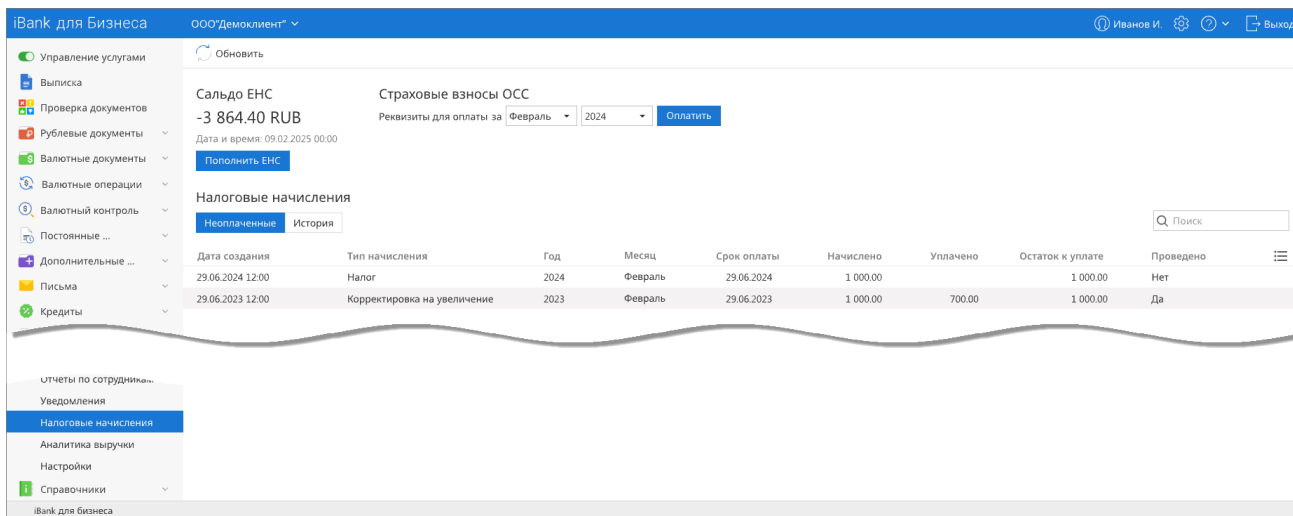 iBank для Бизнеса
ООО"Демоклиент"
Иванов И.
Выход
Управление услугами
Выписка
Проверка документов
Рублевые документы
Валютные документы
Валютные операции
Валютный контроль
Постоянные ...
Дополнительные ...
Письма
Кредиты
Отчеты по сотрудникам
Уведомления
Налоговые начисления
Аналитика выручки
Настройки
Справочники
Обновить
Сальдо ЕНС
-3 864.40 RUB
Дата и время: 09.02.2025 00:00
Пополнить ЕНС
Страховые взносы ОСС
Реквизиты для оплаты за Февраль 2024 Оплатить
Налоговые начисления
Неоплаченные История
Поиск
Дата создания Тип начисления Год Месяц Срок оплаты Начислено Уплачено Остаток к уплате Проведено
29.06.2024 12:00 Налог 2024 Февраль 29.06.2024 1 000.00 1 000.00 Нет
29.06.2023 12:00 Корректировка на увеличение 2023 Февраль 29.06.2023 1 000.00 700.00 1 000.00 Да
iBank для бизнеса